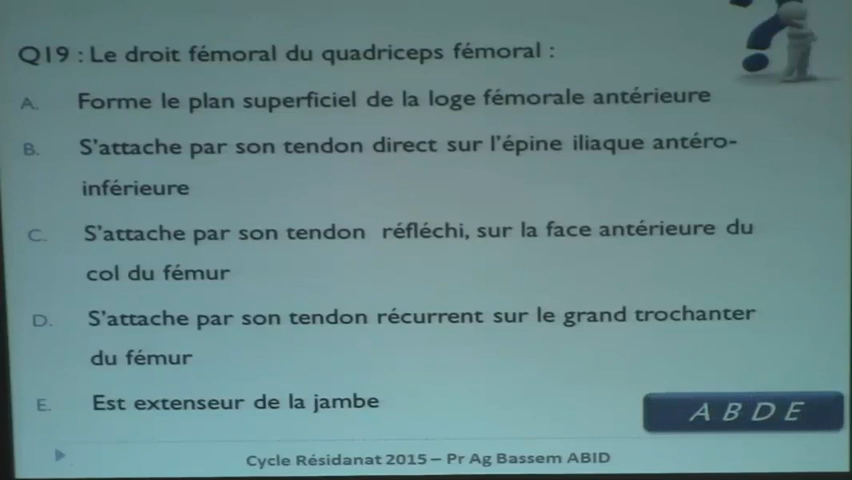 Q19 : Le droit fémoral du quadriceps fémoral :
A. Forme le plan superficiel de la loge fémorale antérieure
B. S'attache par son tendon direct sur l'épine iliaque antéro-
inférieure
C. S'attache par son tendon réfléchi, sur la face antérieure du
col du fémur
D. S'attache par son tendon récurrent sur le grand trochanter
du fémur
E. Est extenseur de la jambe
A B D E
Cycle Résidanat 2015 – Pr Ag Bassem ABID